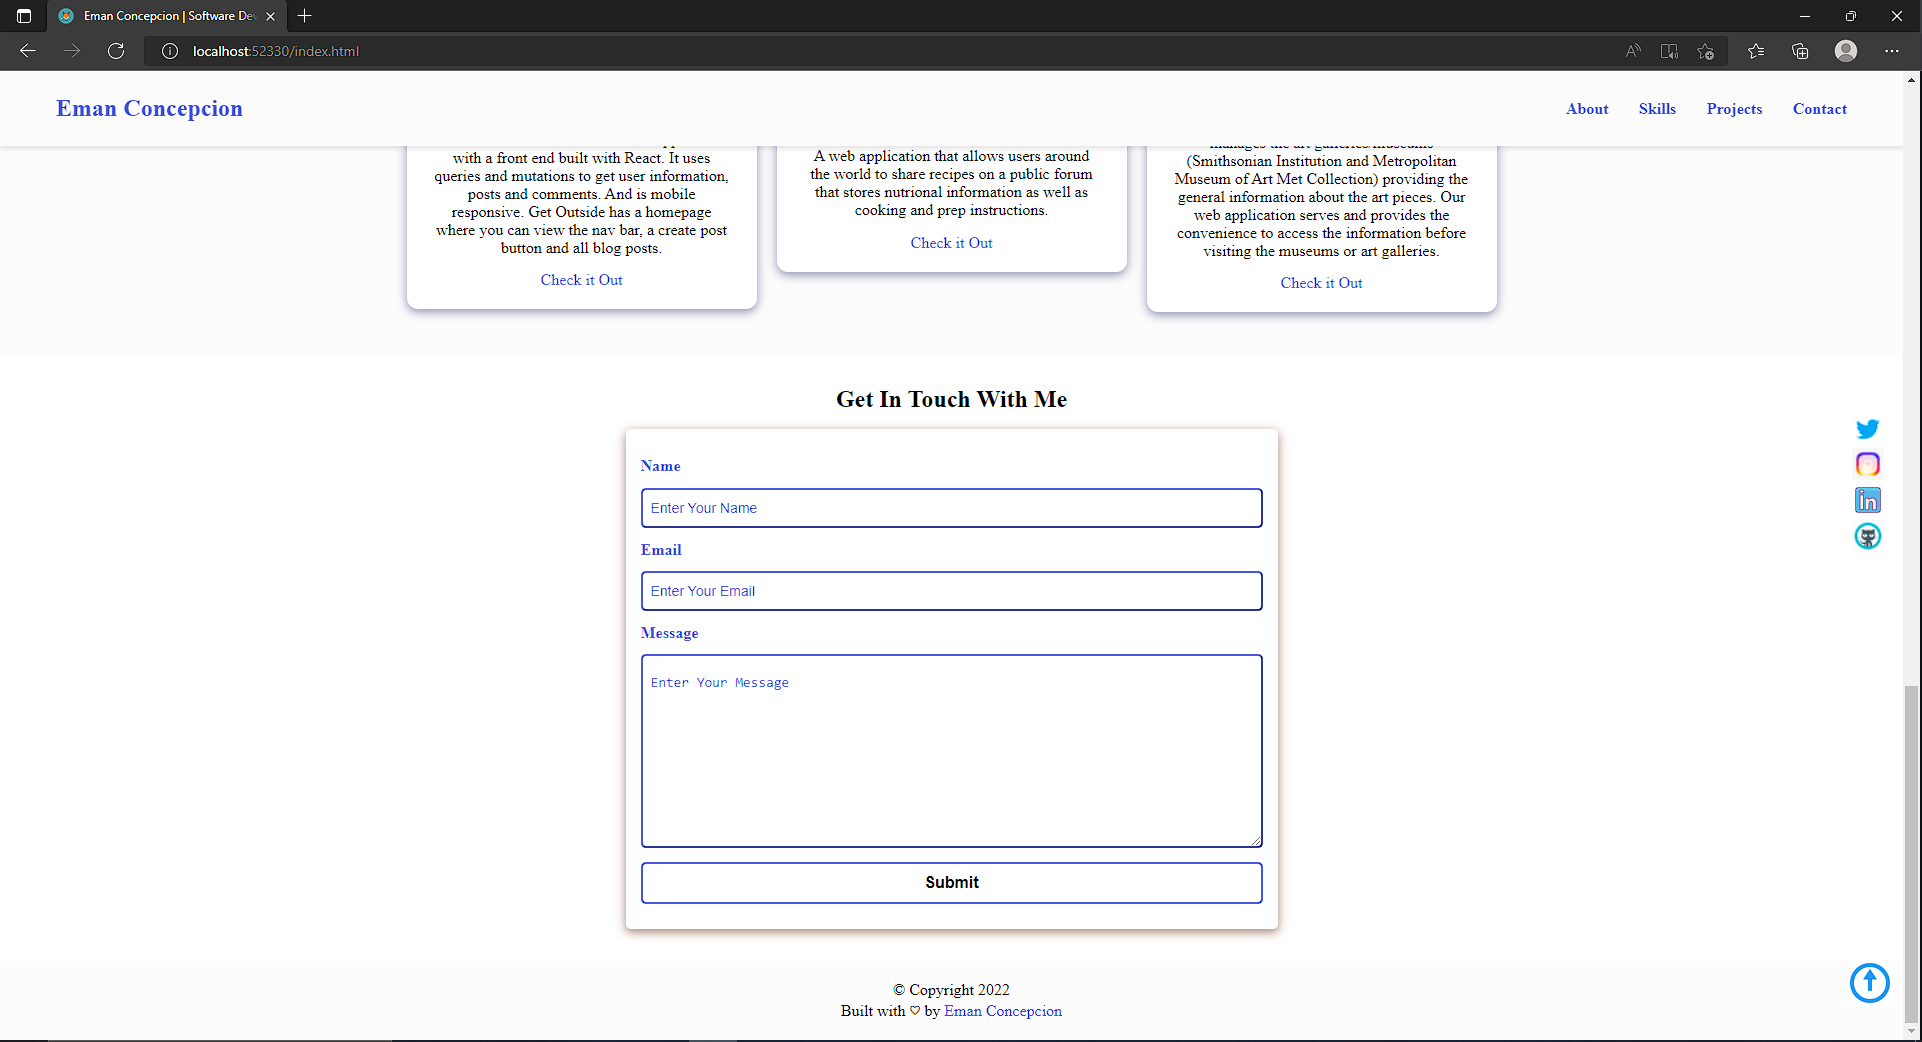 Eman Concepcion | Software De
localhost:52330/index.html
Eman Concepcion
About
Skills
Projects
Contact
with a front end built with React. It uses
queries and mutations to get user information,
posts and comments. And is mobile
responsive. Get Outside has a homepage
where you can view the nav bar, a create post
button and all blog posts.
Check it Out
A web application that allows users around
the world to share recipes on a public forum
that stores nutrional information as well as
cooking and prep instructions.
Check it Out
manages the art galleries/museums
(Smithsonian Institution and Metropolitan
Museum of Art Met Collection) providing the
general information about the art pieces. Our
web application serves and provides the
convenience to access the information before
visiting the museums or art galleries.
Check it Out
Get In Touch With Me
Name
Enter Your Name
Email
Enter Your Email
Message
Enter Your Message
Submit
© Copyright 2022
Built with ♡ by Eman Concepcion